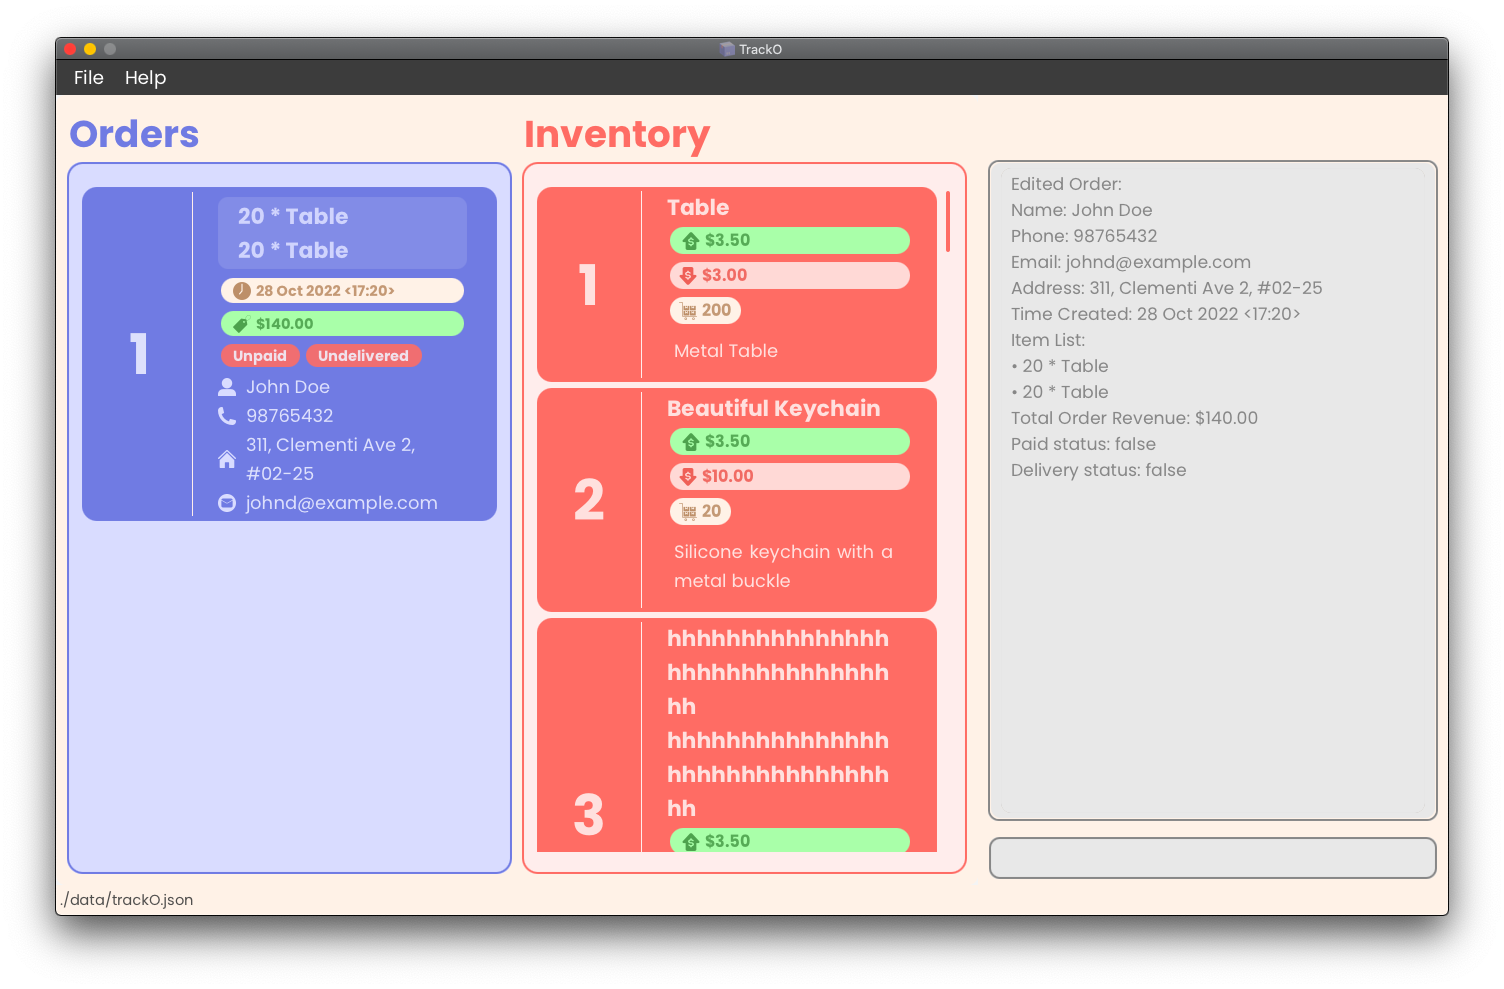 TrackO
File Help
Orders
1
20 * Table
20 * Table
28 Oct 2022 <17:20>
$140.00
Unpaid Undelivered
John Doe
98765432
311, Clementi Ave 2,
#02-25
johnd@example.com
Inventory
1
Table
$3.50
$3.00
200
Metal Table
2
Beautiful Keychain
$3.50
$10.00
20
Silicone keychain with a
metal buckle
3
hhhhhhhhhhhhhhh
hhhhhhhhhhhhhhh
hh
hhhhhhhhhhhhhhh
hhhhhhhhhhhhhhh
hh
$3.50
Edited Order:
Name: John Doe
Phone: 98765432
Email: johnd@example.com
Address: 311, Clementi Ave 2, #02-25
Time Created: 28 Oct 2022 <17:20>
Item List:
• 20 * Table
• 20 * Table
Total Order Revenue: $140.00
Paid status: false
Delivery status: false
./data/trackO.json